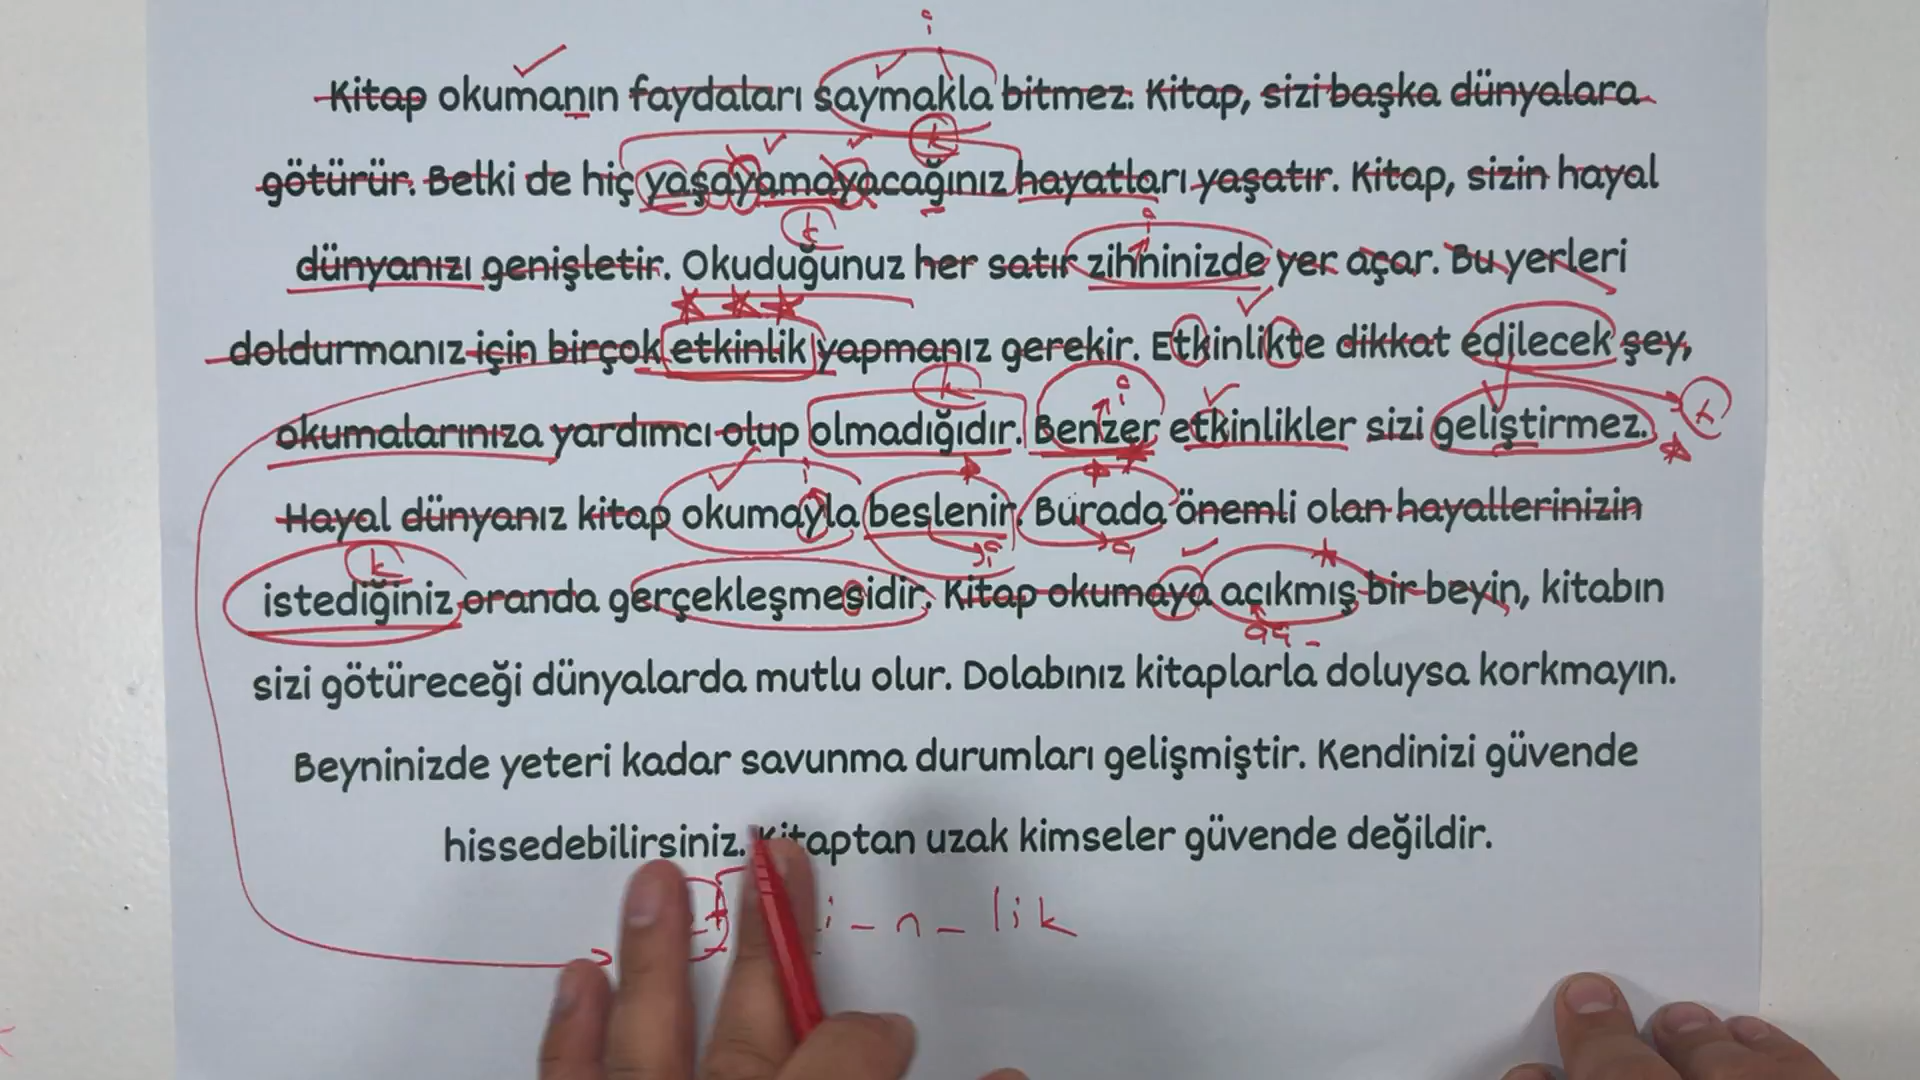 Kitap okumanın faydaları saymakla bitmez. Kitap, sizi başka dünyalara
götürür. Belki de hiç yaşayamayacağınız hayatları yaşatır. Kitap, sizin hayal
dünyanızı genişletir. Okuduğunuz her satır zihninizde yer açar. Bu yerleri
doldurmanız için birçok etkinlik yapmanız gerekir. Etkinlikte dikkat edilecek şey,
okumalarınıza yardımcı olup olmadığıdır. Benzer etkinlikler sizi geliştirmez.
Hayal dünyanız kitap okumayla beslenir. Burada önemli olan hayallerinizin
istediğiniz oranda gerçekleşmesidir. Kitap okumaya acıkmış bir beyin, kitabın
sizi götüreceği dünyalarda mutlu olur. Dolabınız kitaplarla doluysa korkmayın.
Beyninizde yeteri kadar savunma durumları gelişmiştir. Kendinizi güvende
hissedebilirsiniz. Kitaptan uzak kimseler güvende değildir.
i - n - lik